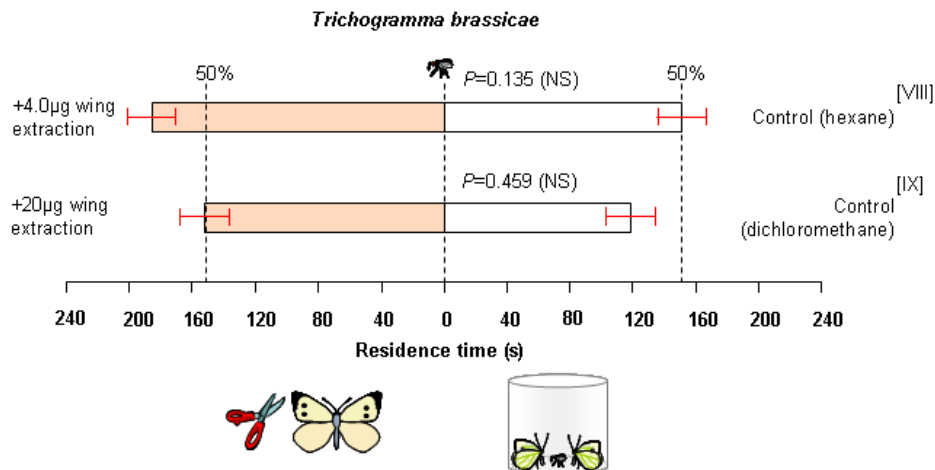 Trichogramma brassicae
50%
P=0.135 (NS)
50%
+4.0µg wing
extraction
[VIII]
Control (hexane)
P=0.459 (NS)
+20µg wing
extraction
[IX]
Control
(dichloromethane)
240 200 160 120 80 40 0 40 80 120 160 200 240
Residence time (s)